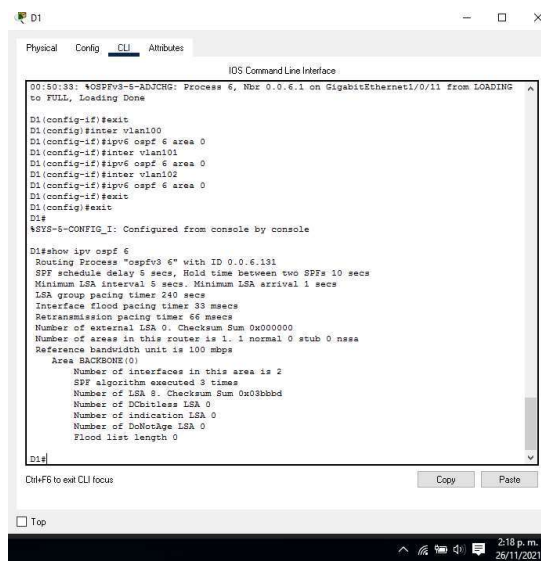 D1
Physical Config CLI Attributes
IOS Command Line Interface
00:50:33: %OSPFv3-5-ADJCHG: Process 6, Nbr 0.0.6.1 on GigabitEthernet1/0/11 from LOADING
to FULL, Loading Done
D1(config-if)#exit
D1(config)#inter vlan100
D1(config-if)#ipv6 ospf 6 area 0
D1(config-if)#inter vlan101
D1(config-if)#ipv6 ospf 6 area 0
D1(config-if)#inter vlan102
D1(config-if)#ipv6 ospf 6 area 0
D1(config-if)#exit
D1(config)#exit
D1#
%SYS-5-CONFIG_I: Configured from console by console
D1#show ipv ospf 6
Routing Process "ospfv3 6" with ID 0.0.6.131
SPF schedule delay 5 secs, Hold time between two SPFs 10 secs
Minimum LSA interval 5 secs. Minimum LSA arrival 1 secs
LSA group pacing timer 240 secs
Interface flood pacing timer 33 msecs
Retransmission pacing timer 66 msecs
Number of external LSA 0. Checksum Sum 0x000000
Number of areas in this router is 1. 1 normal 0 stub 0 nssa
Reference bandwidth unit is 100 mbps
Area BACKBONE(0)
Number of interfaces in this area is 2
SPF algorithm executed 3 times
Number of LSA 8. Checksum Sum 0x03bbbd
Number of DCbitless LSA 0
Number of indication LSA 0
Number of DoNotAge LSA 0
Flood list length 0
D1#
Ctrl+F6 to exit CLI focus
Copy Paste
Top
2:18 p. m.
26/11/2021